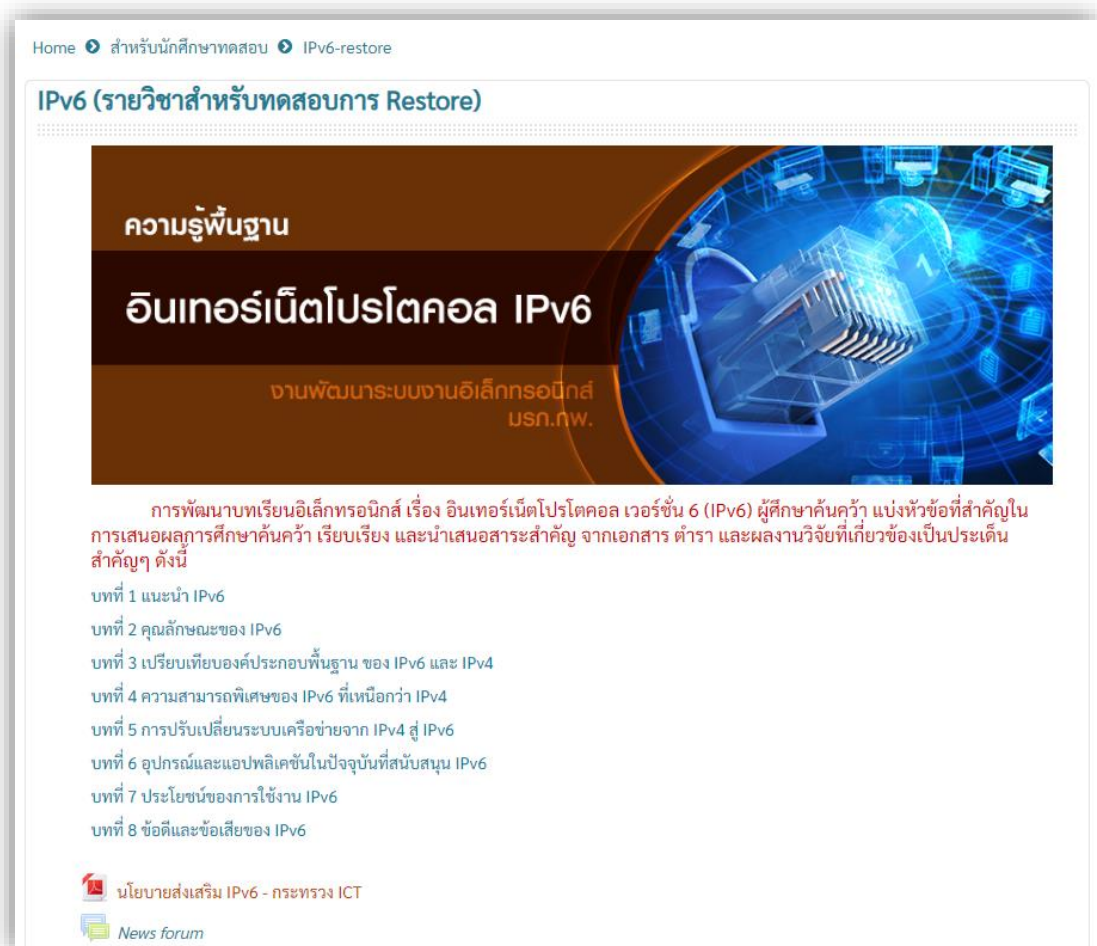 Home สำหรับนักศึกษาทดสอบ IPv6-restore
IPv6 (รายวิชาสำหรับทดสอบการ Restore)
ความรู้พื้นฐาน
อินเทอร์เน็ตโปรโตคอล IPv6
งานพัฒนาระบบงานอิเล็กทรอนิกส์
มรภ.กพ.
1
การพัฒนาบทเรียนอิเล็กทรอนิกส์ เรื่อง อินเทอร์เน็ตโปรโตคอล เวอร์ชั่น 6 (IPv6) ผู้ศึกษาค้นคว้า แบ่งหัวข้อที่สำคัญใน
การเสนอผลการศึกษาค้นคว้า เรียบเรียง และนำเสนอสาระสำคัญ จากเอกสาร ตำรา และผลงานวิจัยที่เกี่ยวข้องเป็นประเด็น
สำคัญๆ ดังนี้
บทที่ 1 แนะนำ IPv6
บทที่ 2 คุณลักษณะของ IPv6
บทที่ 3 เปรียบเทียบองค์ประกอบพื้นฐาน ของ IPv6 และ IPv4
บทที่ 4 ความสามารถพิเศษของ IPv6 ที่เหนือกว่า IPv4
บทที่ 5 การปรับเปลี่ยนระบบเครือข่ายจาก IPv4 สู่ IPv6
บทที่ 6 อุปกรณ์และแอปพลิเคชันในปัจจุบันที่สนับสนุน IPv6
บทที่ 7 ประโยชน์ของการใช้งาน IPv6
บทที่ 8 ข้อดีและข้อเสียของ IPv6
นโยบายส่งเสริม IPv6 - กระทรวง ICT
News forum